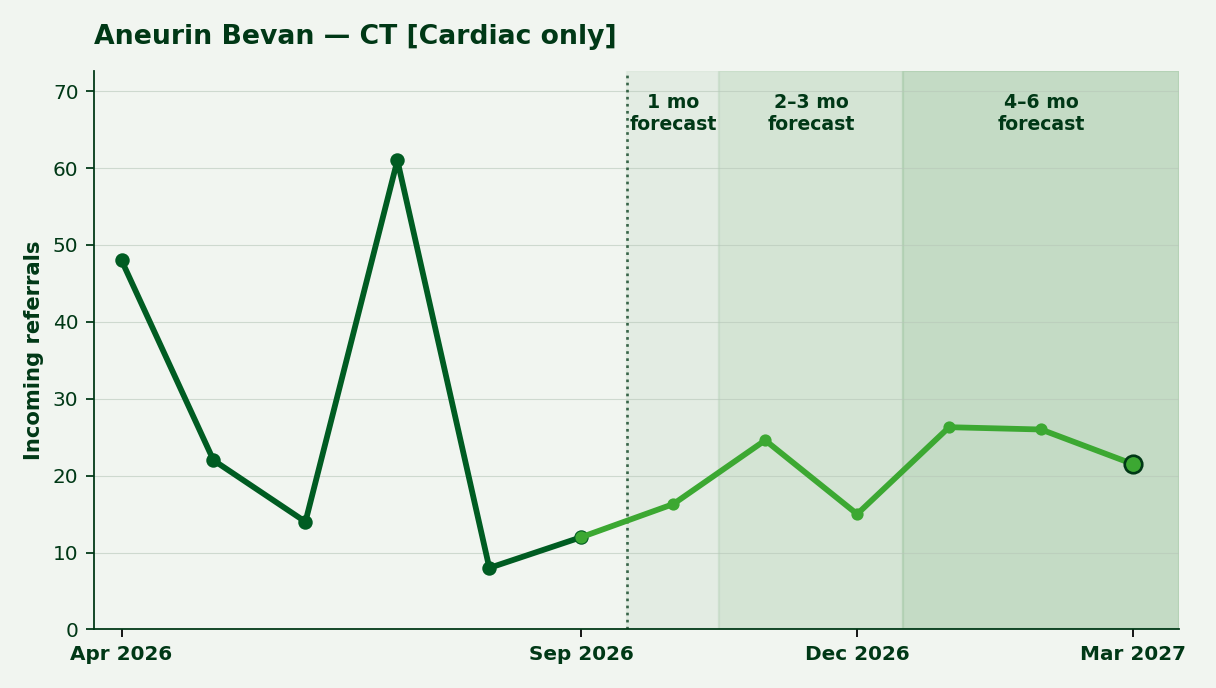 Aneurin Bevan — CT [Cardiac only]
Incoming referrals
70
60
50
40
30
20
10
0
1 mo
forecast
2–3 mo
forecast
4–6 mo
forecast
Apr 2026
Sep 2026
Dec 2026
Mar 2027